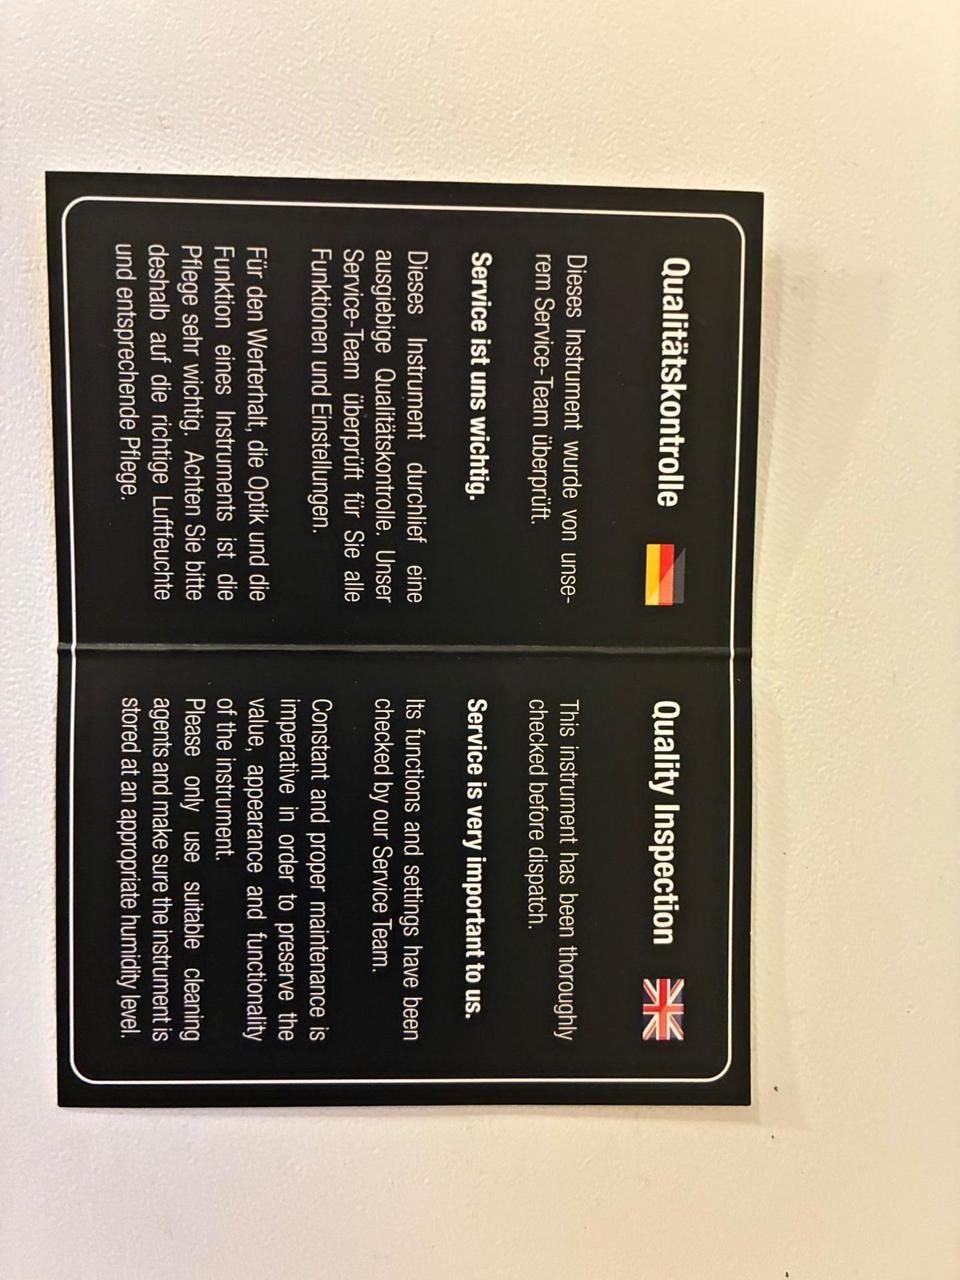 Qualitätskontrolle
Dieses Instrument wurde von unse-
rem Service-Team überprüft.
Service ist uns wichtig.
Dieses Instrument durchlief eine
ausgiebige Qualitätskontrolle. Unser
Service-Team überprüft für Sie alle
Funktionen und Einstellungen.
Für den Werterhalt, die Optik und die
Funktion eines Instruments ist die
Pflege sehr wichtig. Achten Sie bitte
deshalb auf die richtige Luftfeuchte
und entsprechende Pflege.
Quality Inspection
This instrument has been thoroughly
checked before dispatch.
Service is very important to us.
Its functions and settings have been
checked by our Service Team.
Constant and proper maintenance is
imperative in order to preserve the
value, appearance and functionality
of the instrument.
Please only use suitable cleaning
agents and make sure the instrument is
stored at an appropriate humidity level.